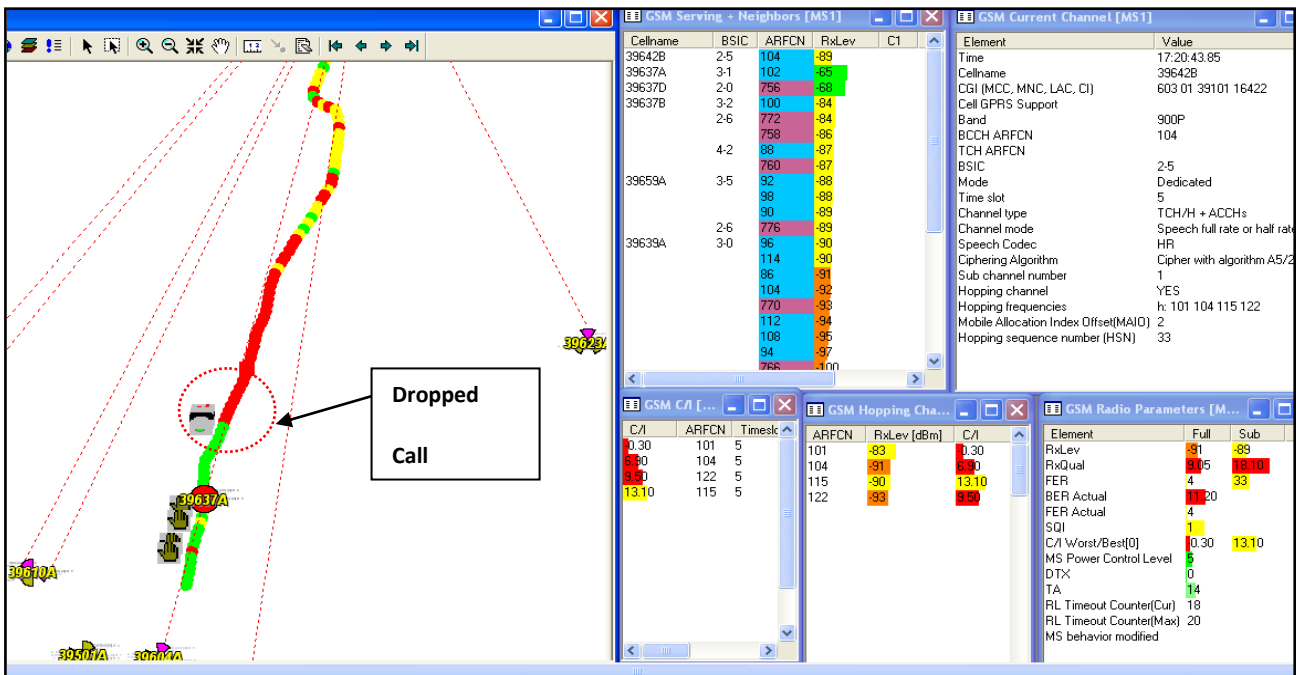 GSM Serving + Neighbors [MS1]
Cellname BSIC ARFCN RxLev C1
39642B 2-5 104 -89
39637A 3-1 102 -65
39637D 2-0 756 -68
39637B 3-2 100 -84
2-6 772 -84
758 -86
4-2 88 -87
760 -87
39659A 3-5 92 -88
98 -88
90 -89
2-6 776 -89
39639A 3-0 96 -90
114 -90
86 -91
104 -92
770 -93
112 -94
108 -95
94 -97
766 -100
GSM Current Channel [MS1]
Element Value
Time 17:20:43.85
Cellname 39642B
CGI (MCC, MNC, LAC, CI) 603 01 39101 16422
Cell GPRS Support
Band 900P
BCCH ARFCN 104
TCH ARFCN
BSIC 2-5
Mode Dedicated
Time slot 5
Channel type TCH/H + ACCHs
Channel mode Speech full rate or half rate
Speech Codec HR
Ciphering Algorithm Cipher with algorithm A5/2
Sub channel number 1
Hopping channel YES
Hopping frequencies h: 101 104 115 122
Mobile Allocation Index Offset(MAIO) 2
Hopping sequence number (HSN) 33
39623A
Dropped
Call
39637A
39610A
39501A
39604A
GSM C/I [...
C/I ARFCN Timeslo
-0.30 101 5
6.90 104 5
9.50 122 5
13.10 115 5
GSM Hopping Cha...
ARFCN RxLev [dBm] C/I
101 -83 -0.30
104 -91 6.90
115 -90 13.10
122 -93 9.50
GSM Radio Parameters [M...
Element Full Sub
RxLev -91 -89
RxQual 9.05 18.10
FER 4 33
BER Actual 11.20
FER Actual 4
SQI 1
C/I Worst/Best[0] -0.30 13.10
MS Power Control Level 5
DTX 0
TA 14
RL Timeout Counter(Cur) 18
RL Timeout Counter(Max) 20
MS behavior modified